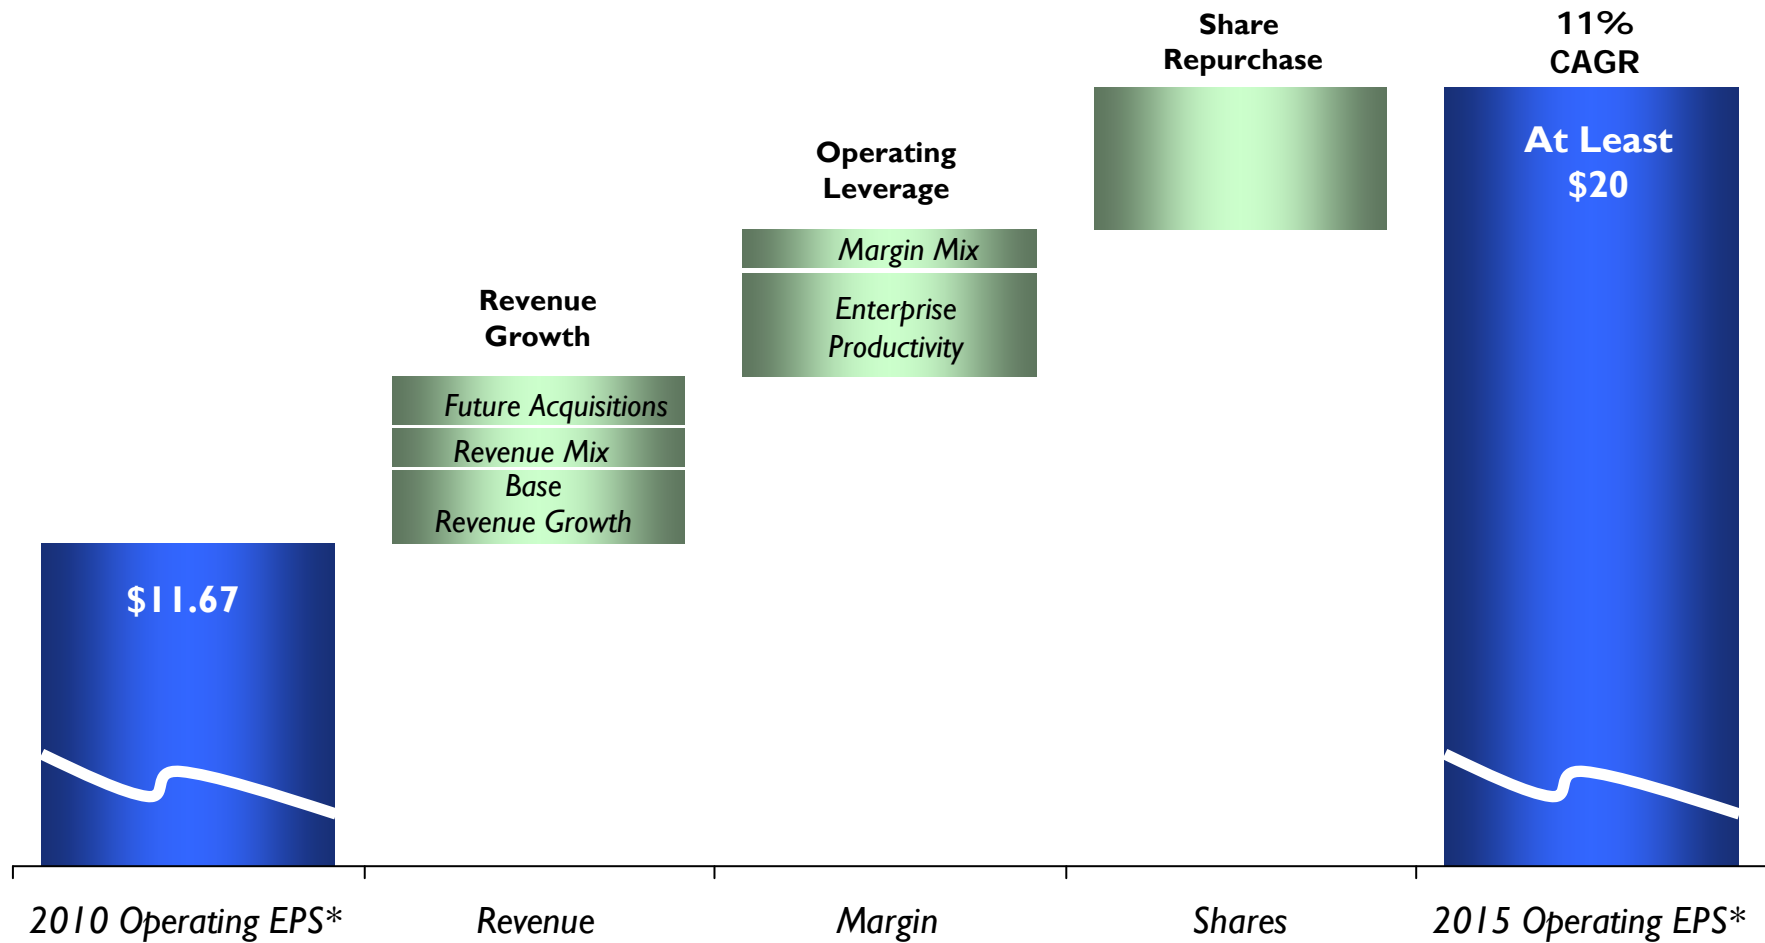 Share
Repurchase
11%
CAGR
At Least
$20
Operating
Leverage
Margin Mix
Enterprise
Productivity
Revenue
Growth
Future Acquisitions
Revenue Mix
Base
Revenue Growth
$11.67
2010 Operating EPS*
Revenue
Margin
Shares
2015 Operating EPS*